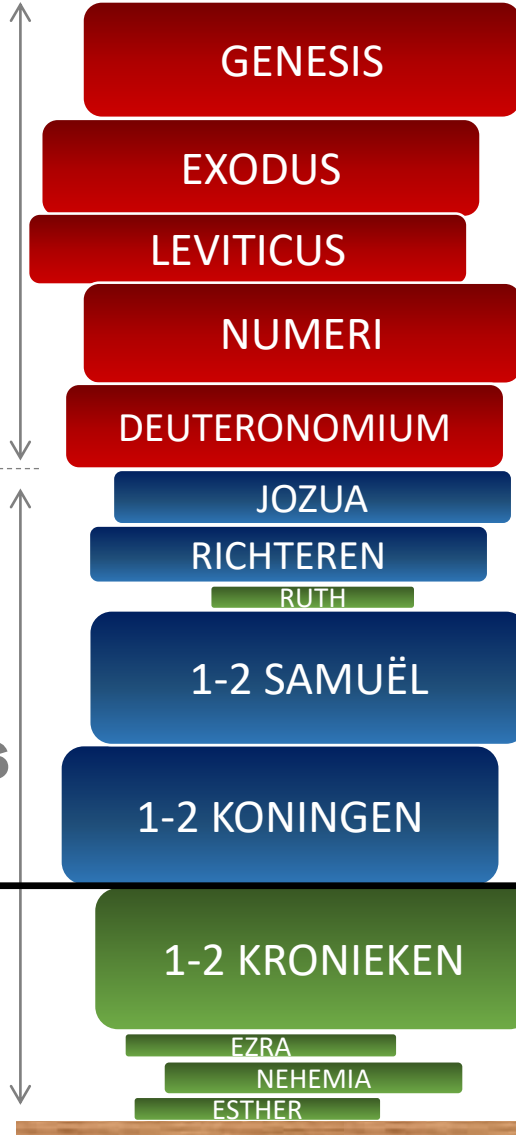 GENESIS
EXODUS
LEVITICUS
NUMERI
DEUTERONOMIUM
JOZUA
RICHTEREN
RUTH
1-2 SAMUËL
1-2 KONINGEN
1-2 KRONIEKEN
EZRA
NEHEMIA
ESTHER